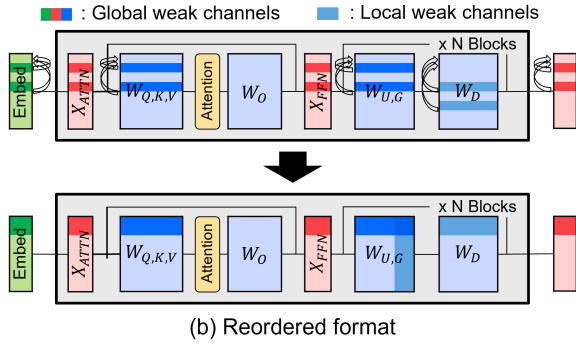 : Global weak channels : Local weak channels
x N Blocks
Embed X_ATTN W_Q,K,V Attention W_O X_FFN W_U,G W_D
x N Blocks
Embed X_ATTN W_Q,K,V Attention W_O X_FFN W_U,G W_D
(b) Reordered format